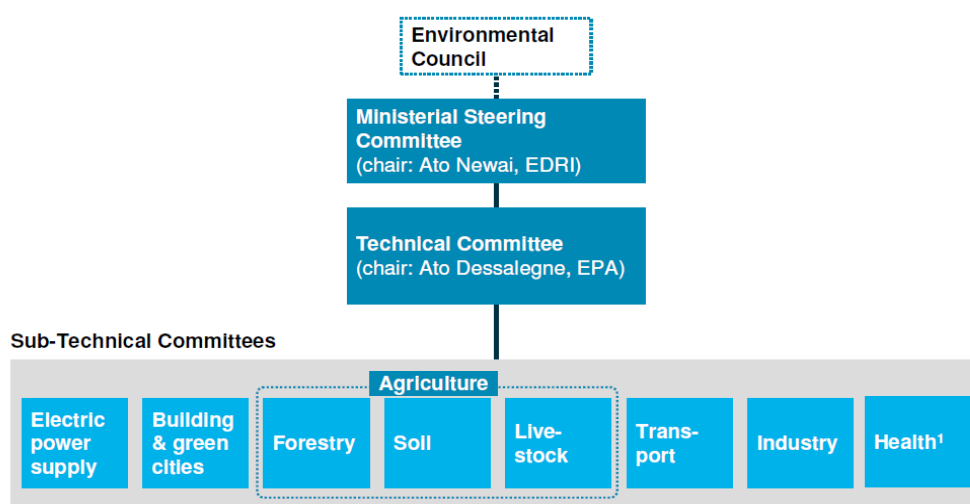 Environmental
Council
Ministerial Steering
Committee
(chair: Ato Newai, EDRI)
Technical Committee
(chair: Ato Dessalegne, EPA)
Sub-Technical Committees
Agriculture
Electric
power
supply
Building
& green
cities
Forestry
Soil
Live-
stock
Trans-
port
Industry
Health¹